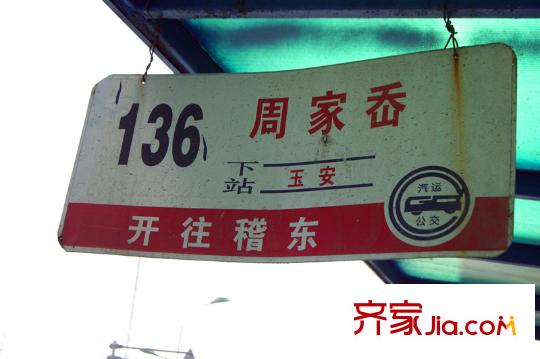 136 周家岙
下站 玉安
汽运
公交
开往稽东
齐家Jia.com